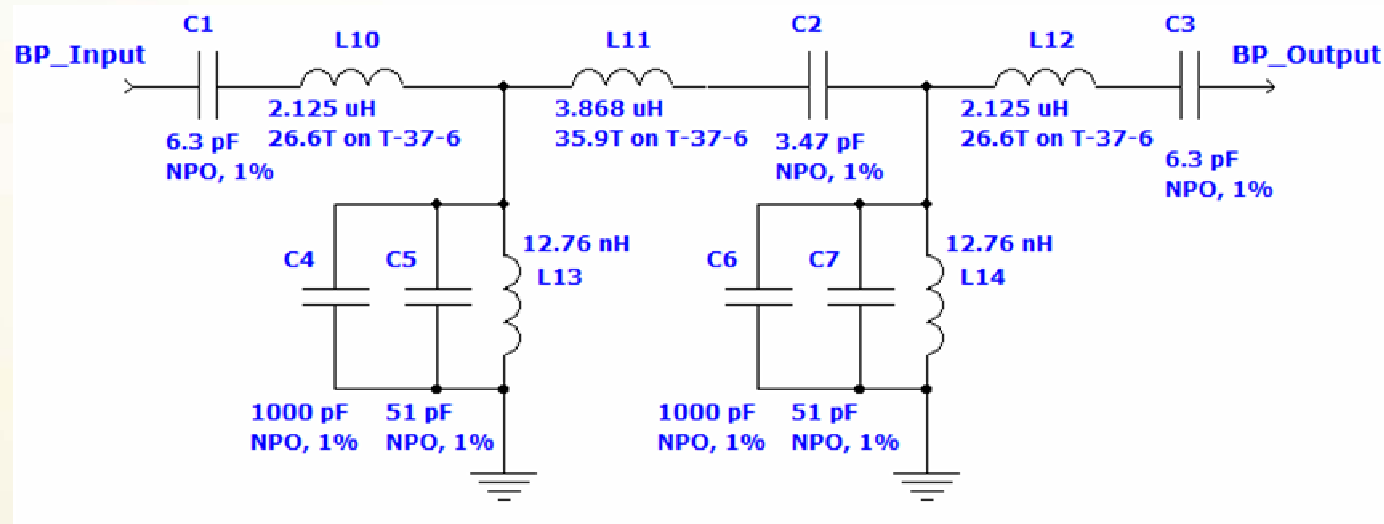 C1
L10
L11
C2
L12
C3
BP_Input
BP_Output
2.125 uH
26.6T on T-37-6
3.868 uH
35.9T on T-37-6
2.125 uH
26.6T on T-37-6
6.3 pF
NPO, 1%
3.47 pF
NPO, 1%
6.3 pF
NPO, 1%
C4
C5
12.76 nH
L13
C6
C7
12.76 nH
L14
1000 pF
NPO, 1%
51 pF
NPO, 1%
1000 pF
NPO, 1%
51 pF
NPO, 1%